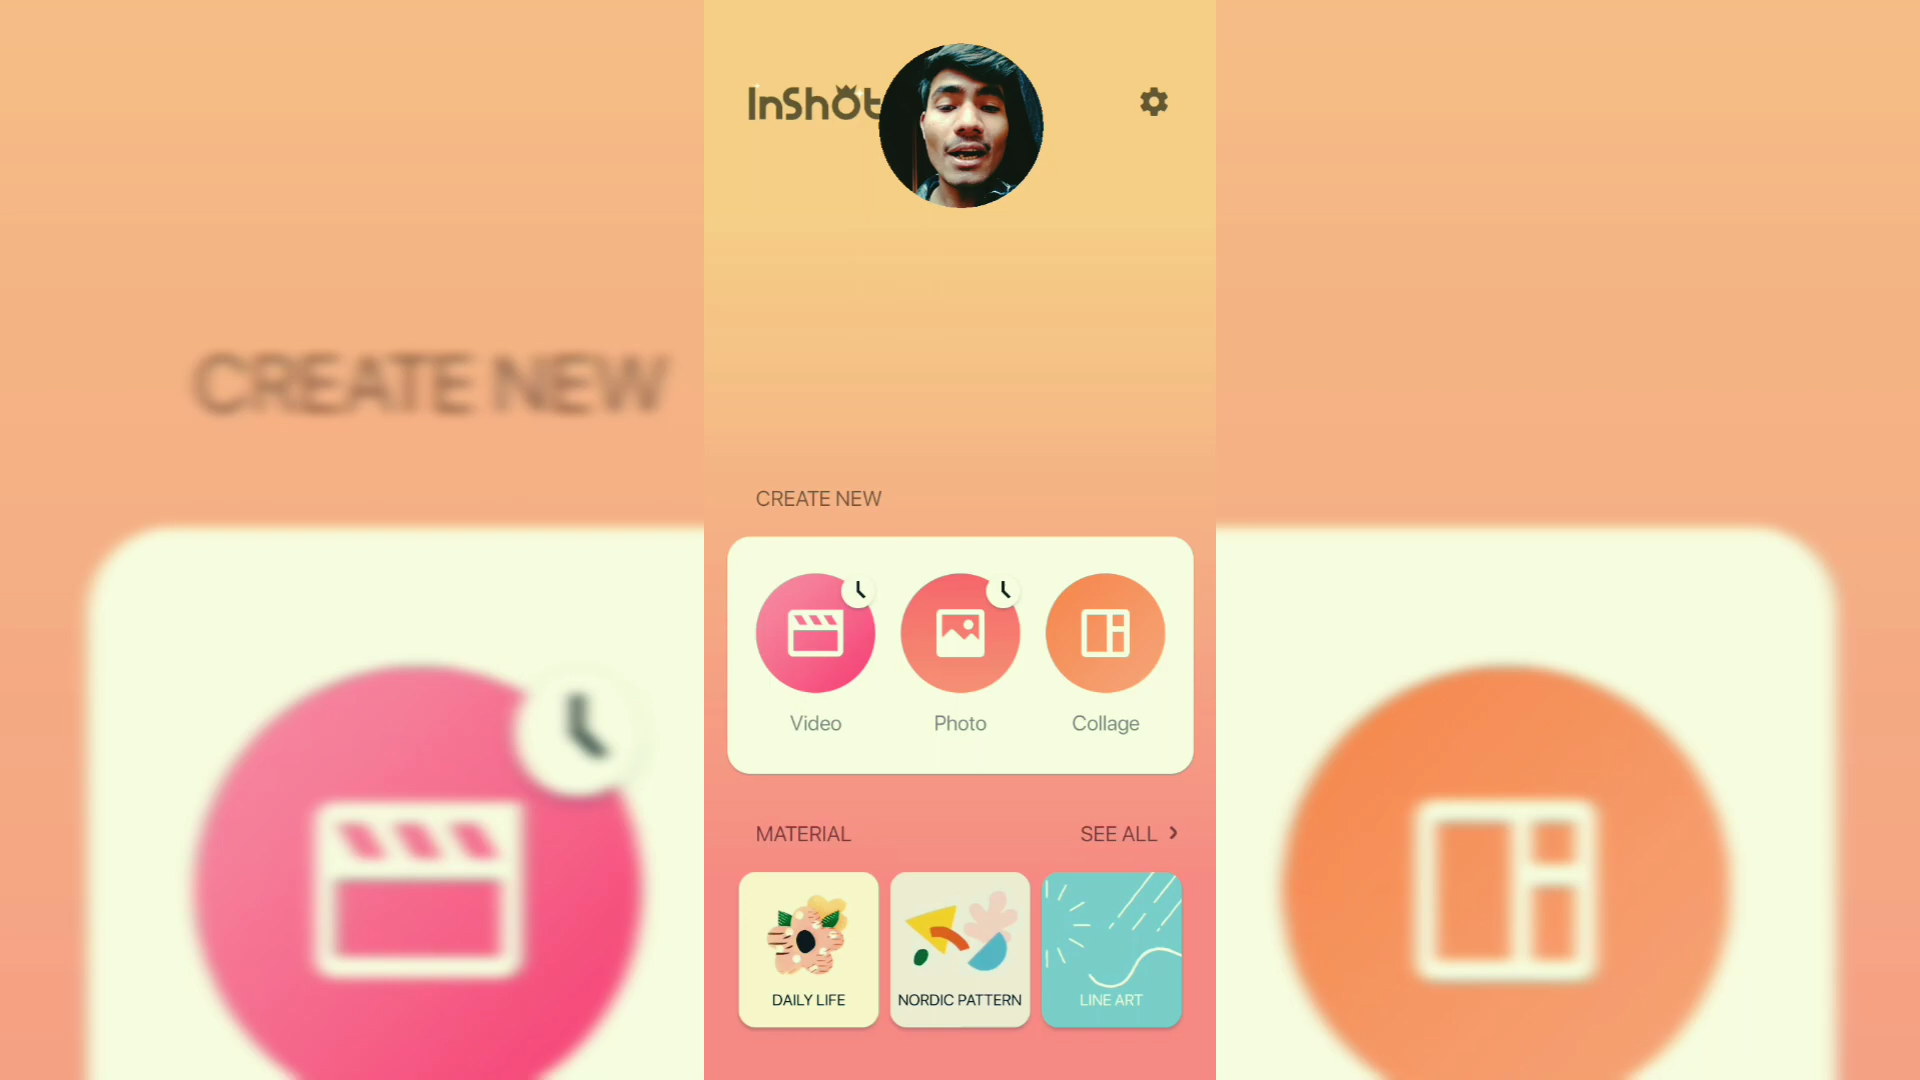 InShot
CREATE NEW
CREATE NEW
Video Photo Collage
MATERIAL SEE ALL >
DAILY LIFE NORDIC PATTERN LINE ART